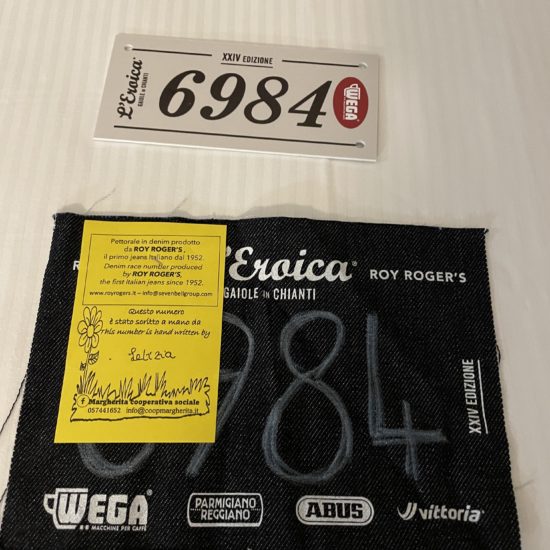 XXIV EDIZIONE
L'Eroica
GAIOLE IN CHIANTI
6984
WEGA
L'Eroica ROY ROGER'S
GAIOLE IN CHIANTI
Pettorale in denim prodotto
da ROY ROGER'S,
il primo jeans Italiano dal 1952.
Denim race number produced
by ROY ROGER'S,
the first Italian jeans since 1952.
www.royrogers.it – info@sevenbellgroup.com
Questo numero
è stato scritto a mano da
This number is hand written by
Letizia
Margherita cooperativa sociale
057441652 info@coopmargherita.it
984
XXIV EDIZIONE
WEGA
MACCHINE PER CAFFÈ
PARMIGIANO
REGGIANO
ABUS
vittoria